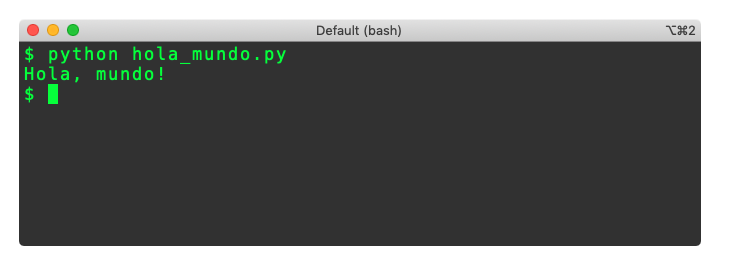 Default (bash) ⌥⌘2
$ python hola_mundo.py
Hola, mundo!
$